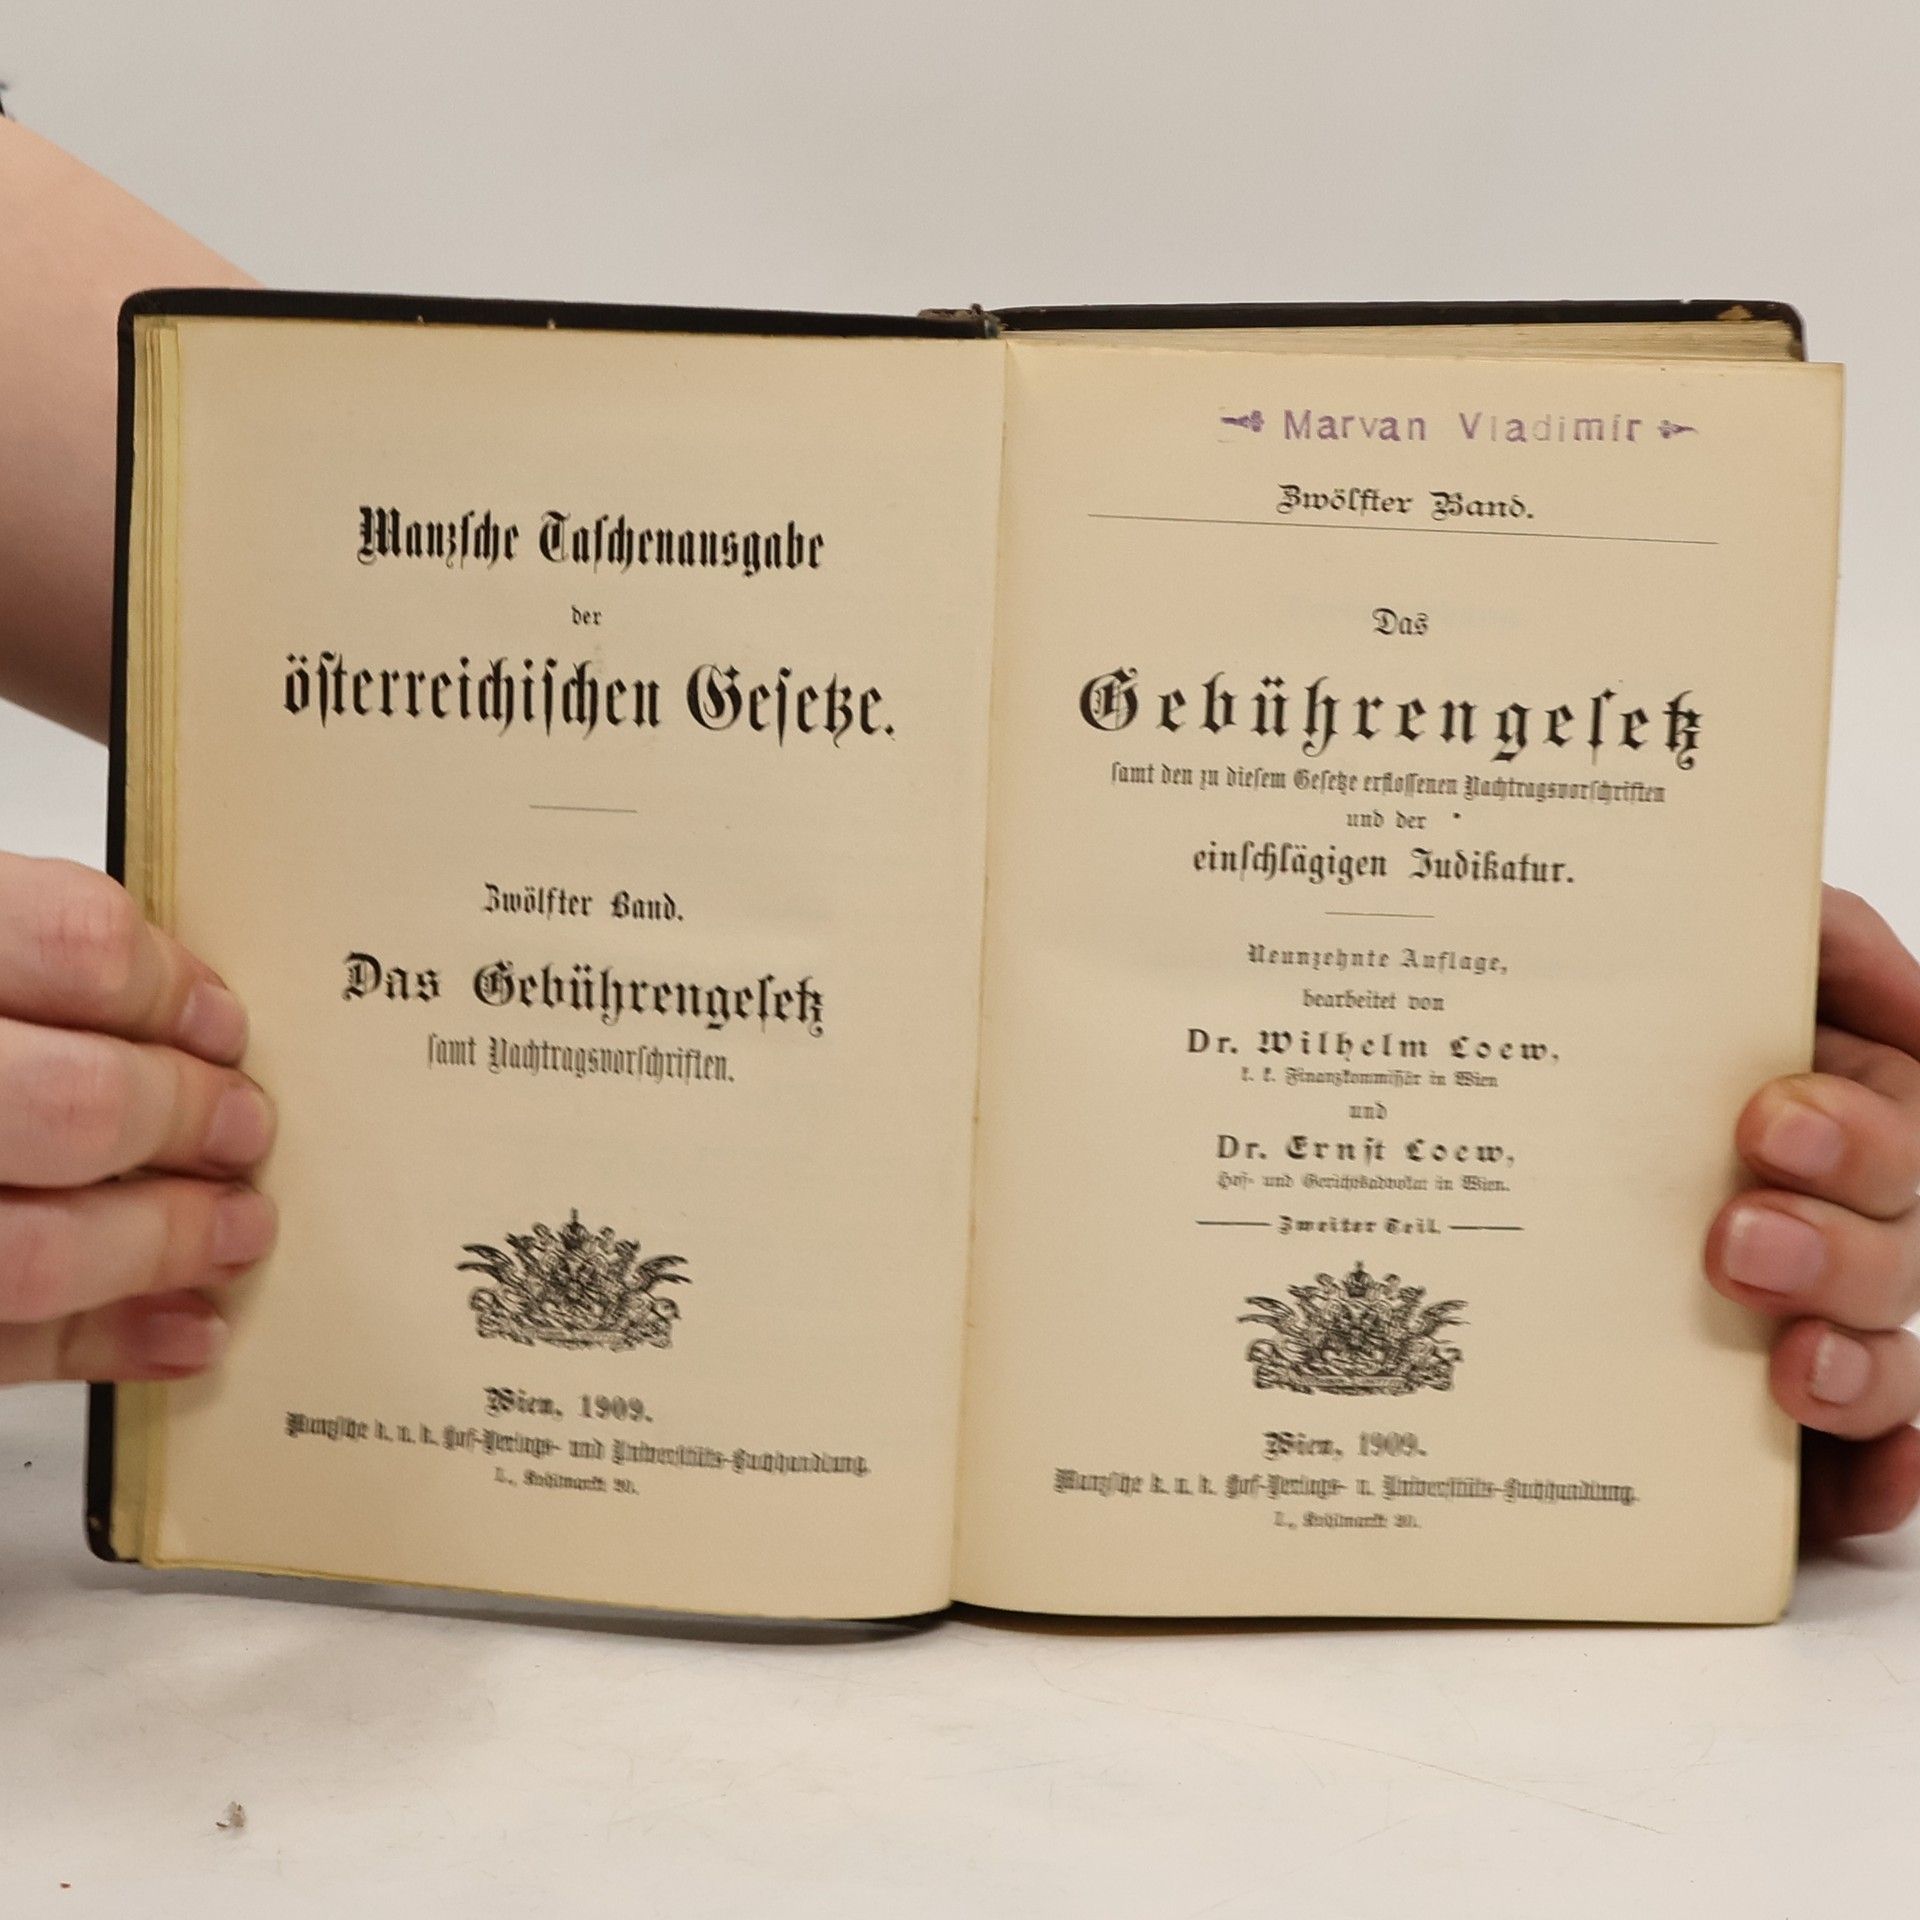 Manzsche Taschenausgabe
der
österreichischen Gesetze.
Zwölfter Band.
Das Gebührengesetz
samt Nachtragsvorschriften.
Wien, 1909.
Manzsche k. u. k. Hof-Verlags- und Universitäts-Buchhandlung.
I., Kohlmarkt 20.
Marvan Vladimír
Zwölfter Band.
Das
Gebührengesetz
samt den zu diesem Gesetze erflossenen Nachtragsvorschriften
und der
einschlägigen Judikatur.
Neunzehnte Auflage,
bearbeitet von
Dr. Wilhelm Loew,
k. k. Finanzkommissär in Wien
und
Dr. Ernst Loew,
Hof- und Gerichtsadvokat in Wien.
Zweiter Teil.
Wien, 1909.
Manzsche k. u. k. Hof-Verlags- u. Universitäts-Buchhandlung.
I., Kohlmarkt 20.